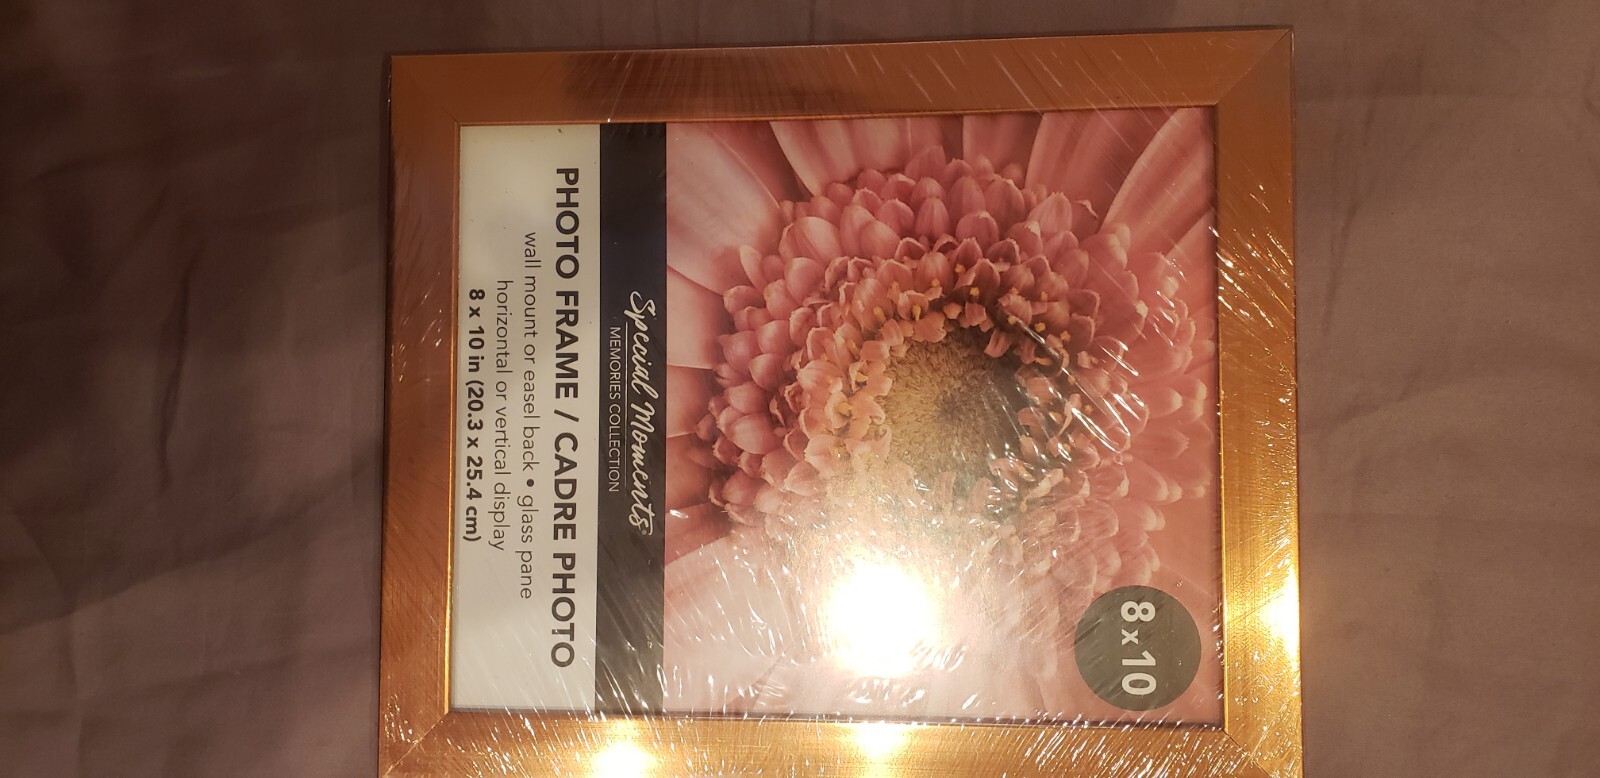 8 x 10
Special Moments®
MEMORIES COLLECTION
PHOTO FRAME / CADRE PHOTO
wall mount or easel back • glass pane
horizontal or vertical display
8 x 10 in (20.3 x 25.4 cm)